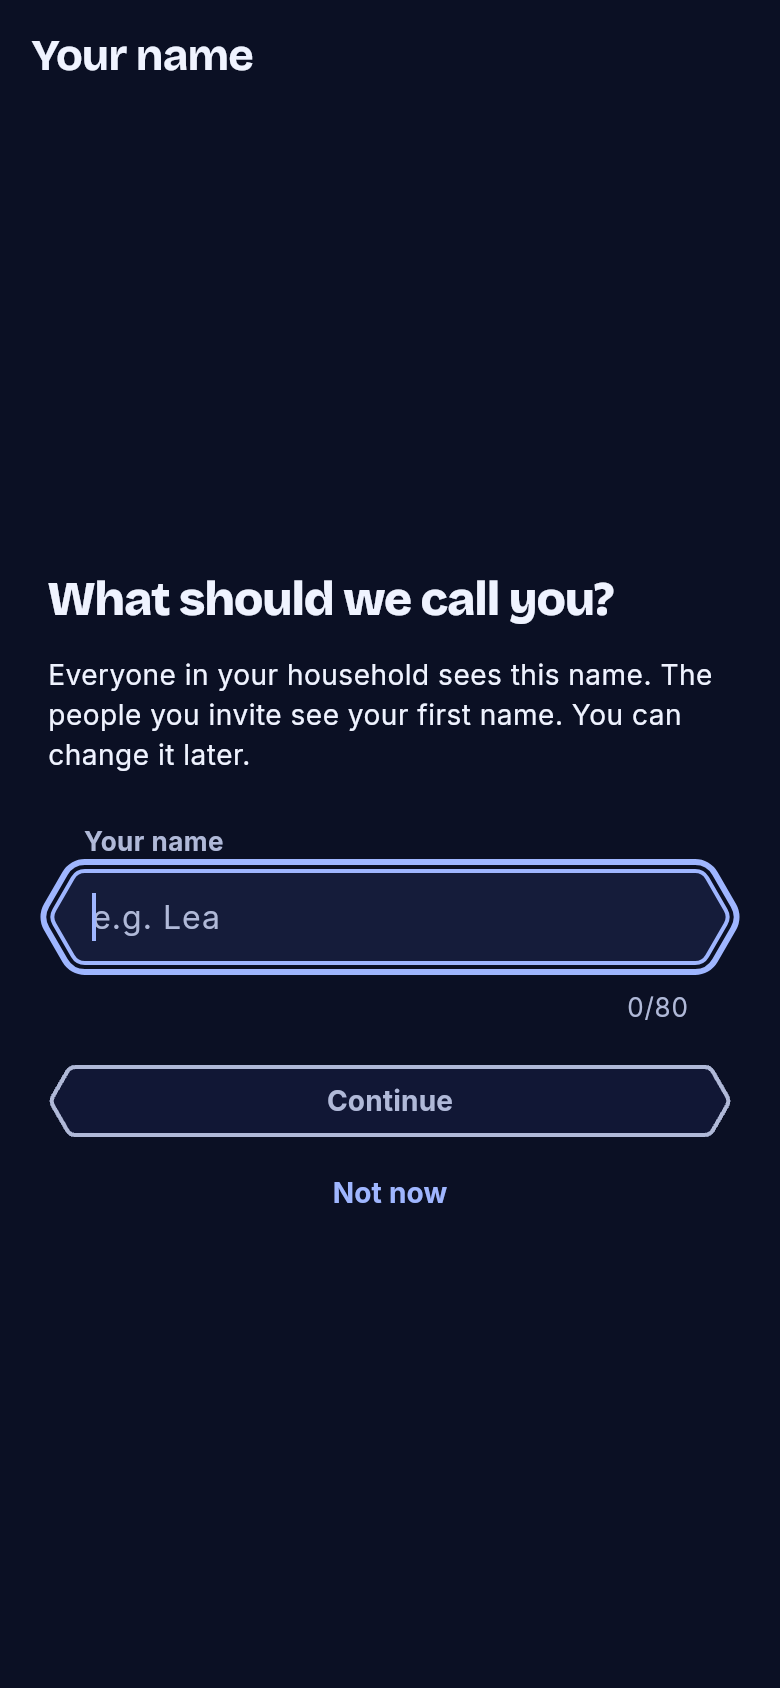 Your name
What should we call you?
Everyone in your household sees this name. The
people you invite see your first name. You can
change it later.
Your name
e.g. Lea
0/80
Continue
Not now